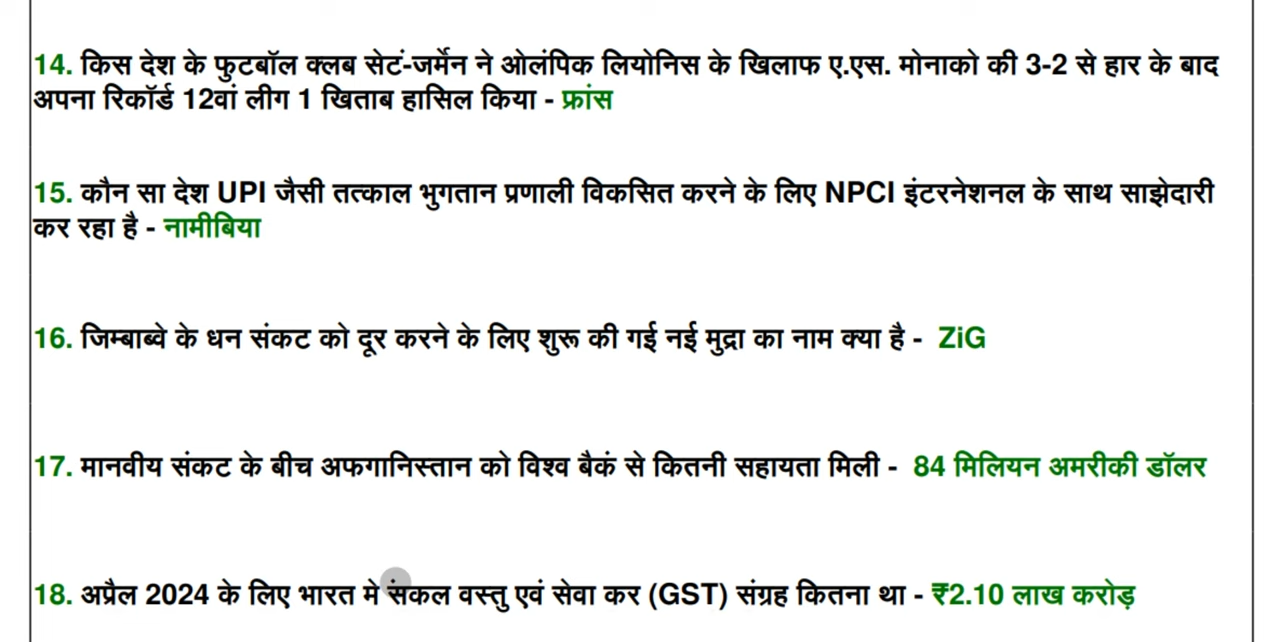 14. किस देश के फुटबॉल क्लब सेटं-जर्मेन ने ओलंपिक लियोनिस के खिलाफ ए.एस. मोनाको की 3-2 से हार के बाद
अपना रिकॉर्ड 12वां लीग 1 खिताब हासिल किया - फ्रांस
15. कौन सा देश UPI जैसी तत्काल भुगतान प्रणाली विकसित करने के लिए NPCI इंटरनेशनल के साथ साझेदारी
कर रहा है - नामीबिया
16. जिम्बाब्वे के धन संकट को दूर करने के लिए शुरू की गई नई मुद्रा का नाम क्या है - ZiG
17. मानवीय संकट के बीच अफगानिस्तान को विश्व बैकं से कितनी सहायता मिली - 84 मिलियन अमरीकी डॉलर
18. अप्रैल 2024 के लिए भारत मे संकल वस्तु एवं सेवा कर (GST) संग्रह कितना था - ₹2.10 लाख करोड़